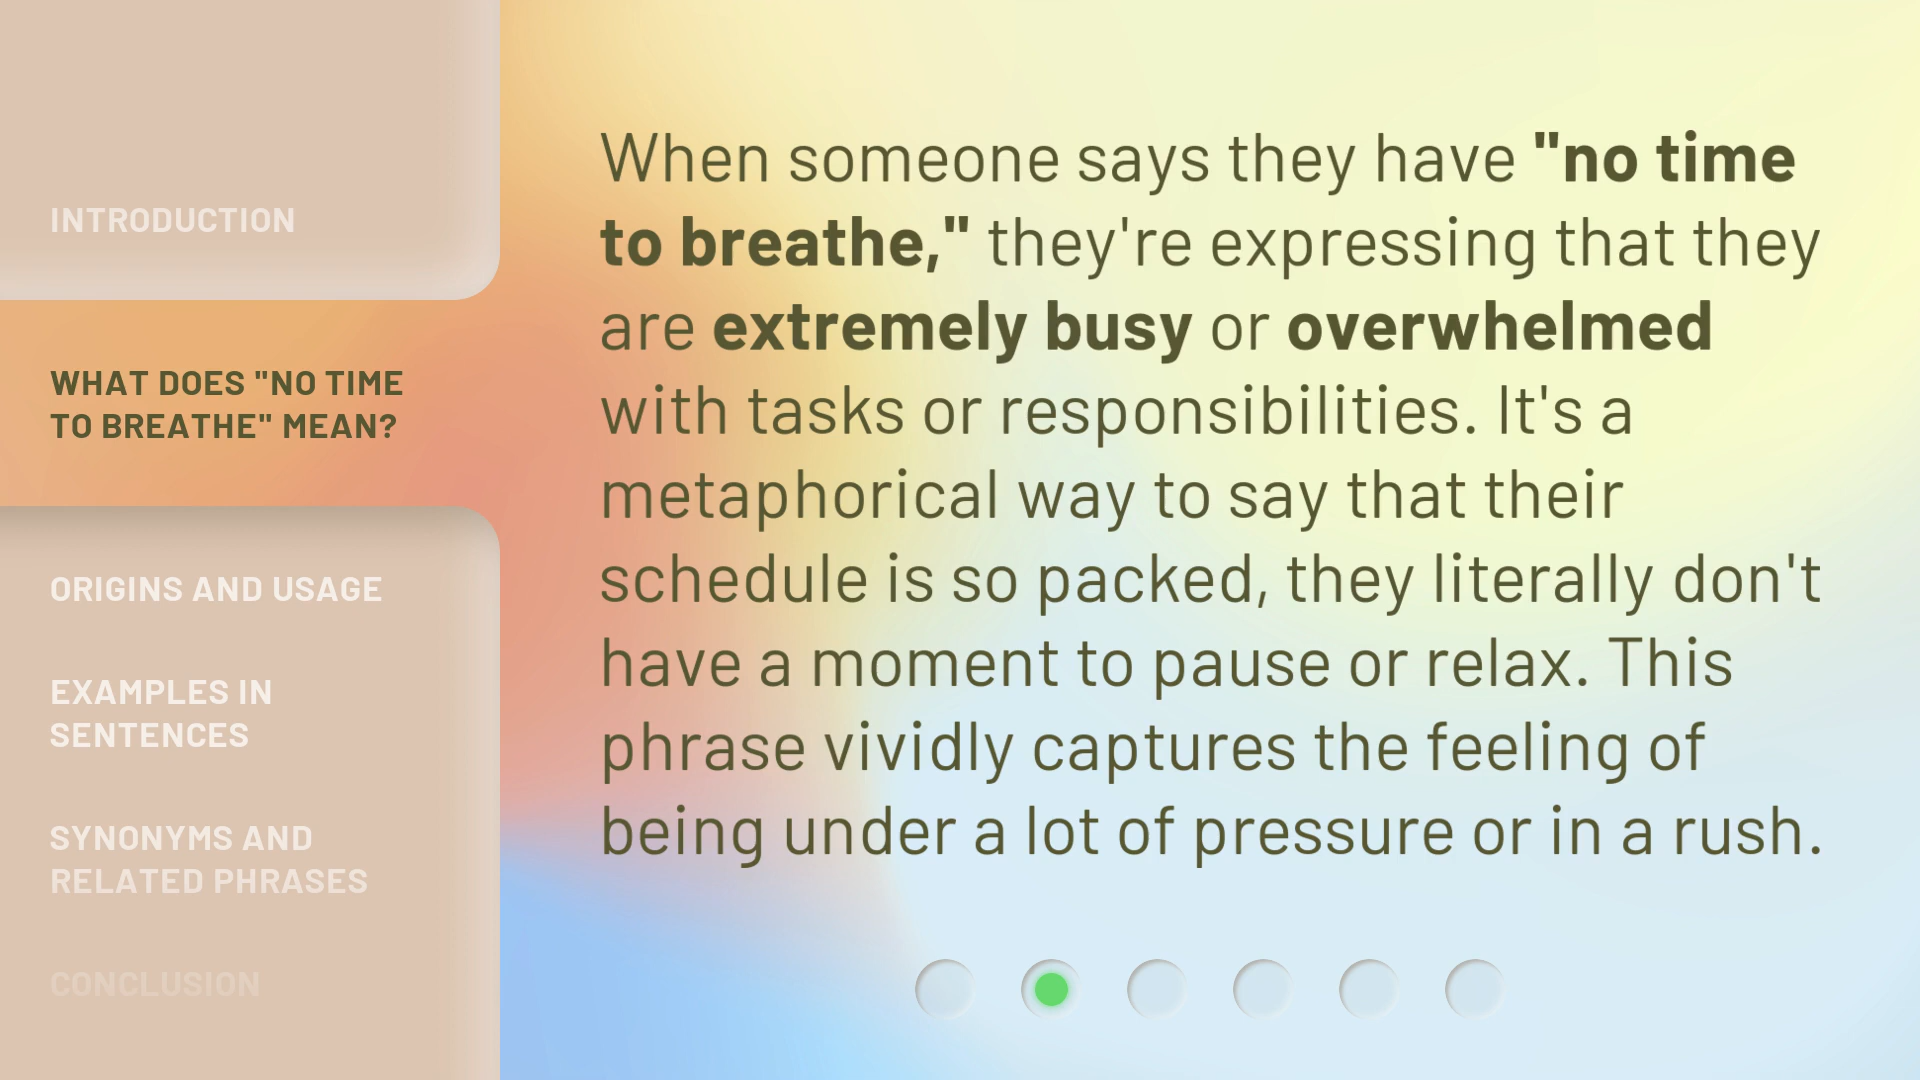 INTRODUCTION
WHAT DOES "NO TIME
TO BREATHE" MEAN?
ORIGINS AND USAGE
EXAMPLES IN
SENTENCES
SYNONYMS AND
RELATED PHRASES
CONCLUSION
When someone says they have "no time
to breathe," they're expressing that they
are extremely busy or overwhelmed
with tasks or responsibilities. It's a
metaphorical way to say that their
schedule is so packed, they literally don't
have a moment to pause or relax. This
phrase vividly captures the feeling of
being under a lot of pressure or in a rush.